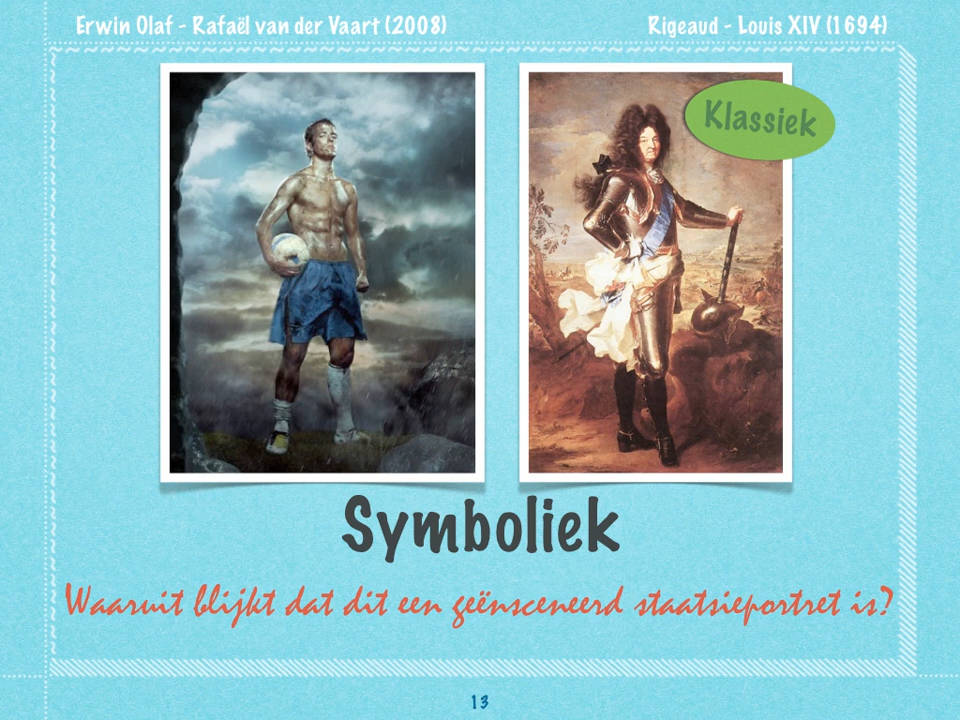 Erwin Olaf - Rafaël van der Vaart (2008)
Rigeaud - Louis XIV (1694)
Klassiek
Symboliek
Waaruit blijkt dat dit een geënsceneerd staatsieportret is?
13